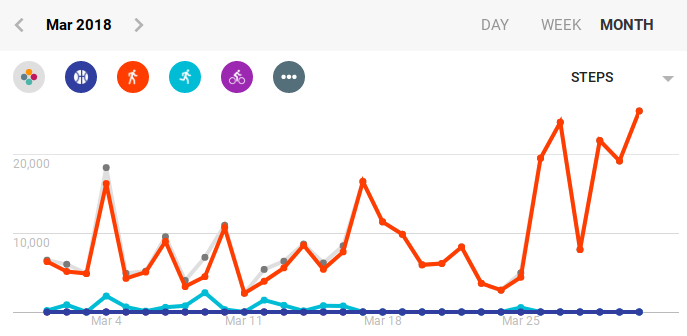 Mar 2018
DAY WEEK MONTH
STEPS
20,000
10,000
Mar 4 Mar 11 Mar 18 Mar 25